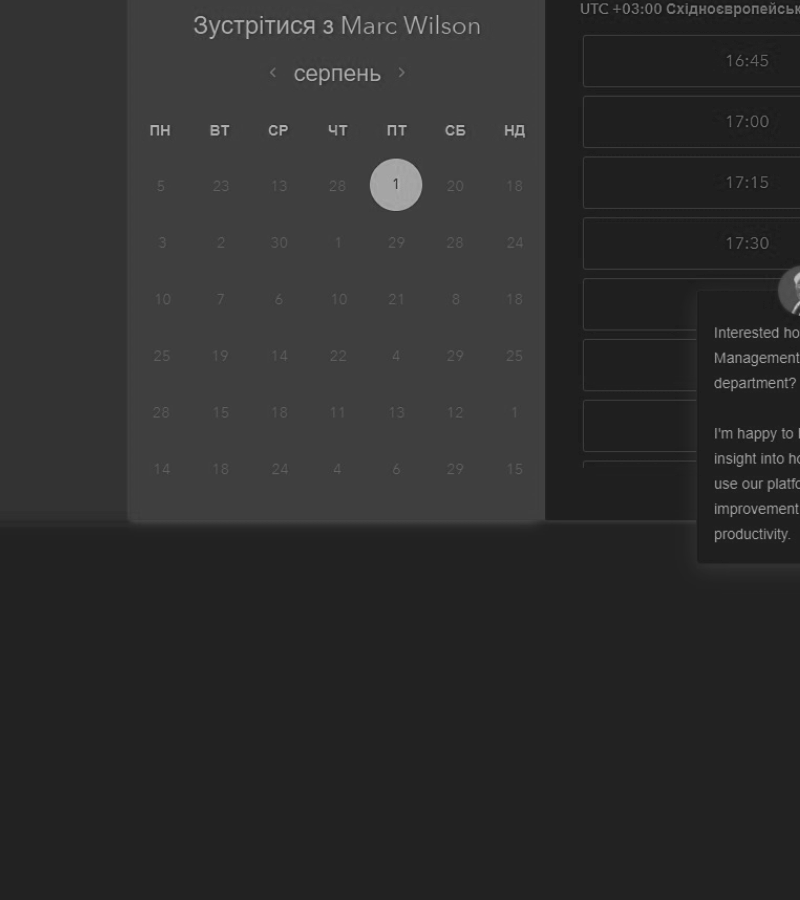 Зустрітися з Marc Wilson
< серпень >
ПН ВТ СР ЧТ ПТ СБ НД
5 23 13 28 1 20 18
3 2 30 1 29 28 24
10 7 6 10 21 8 18
25 19 14 22 4 29 25
28 15 18 11 13 12 1
14 18 24 4 6 29 15
UTC +03:00 Східноєвропейськ
16:45
17:00
17:15
17:30
Interested ho
Management
department?
I'm happy to
insight into ho
use our platfo
improvement
productivity.